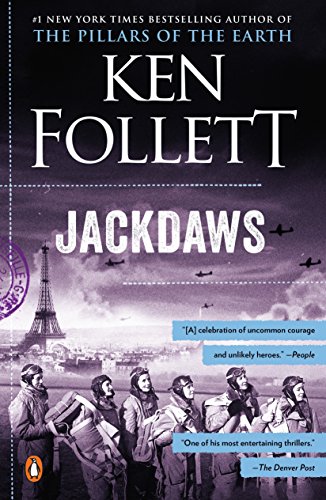 #1 NEW YORK TIMES BESTSELLING AUTHOR OF
THE PILLARS OF THE EARTH
KEN
FOLLETT
JACKDAWS
"[A] celebration of uncommon courage
and unlikely heroes." —People
"One of his most entertaining thrillers."
—The Denver Post